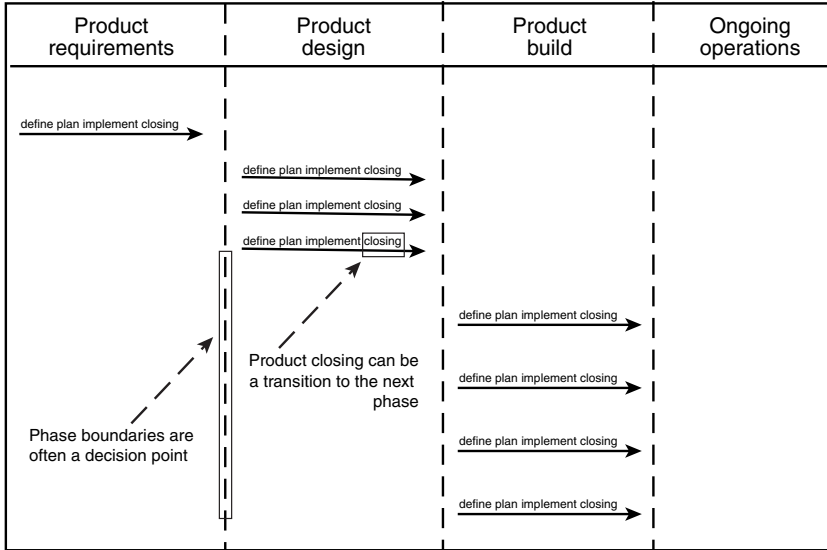 Product
requirements
Product
design
Product
build
Ongoing
operations
define plan implement closing
define plan implement closing
define plan implement closing
define plan implement closing
define plan implement closing
Product closing can be
a transition to the next
phase
define plan implement closing
Phase boundaries are
often a decision point
define plan implement closing
define plan implement closing